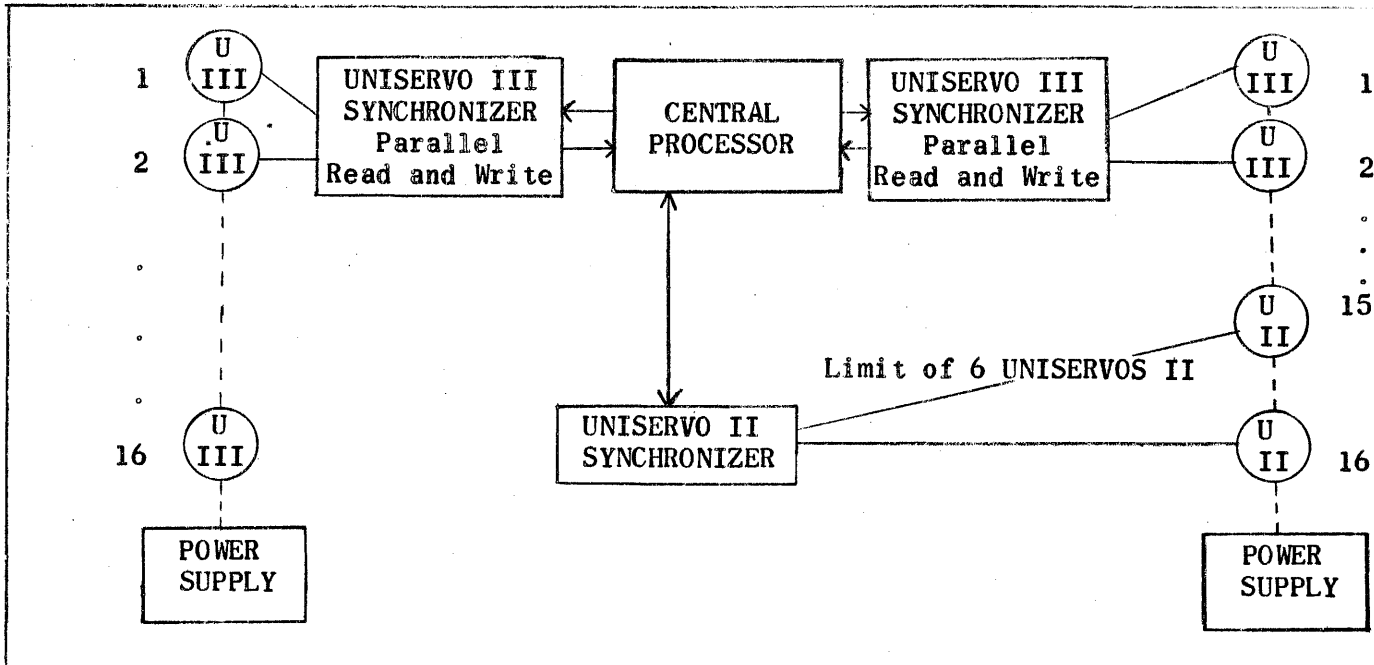 1
U
III
2
U
III
16
U
III
POWER
SUPPLY
UNISERVO III
SYNCHRONIZER
Parallel
Read and Write
CENTRAL
PROCESSOR
UNISERVO III
SYNCHRONIZER
Parallel
Read and Write
UNISERVO II
SYNCHRONIZER
Limit of 6 UNISERVOS II
U
III
1
U
III
2
U
II
15
U
II
16
POWER
SUPPLY